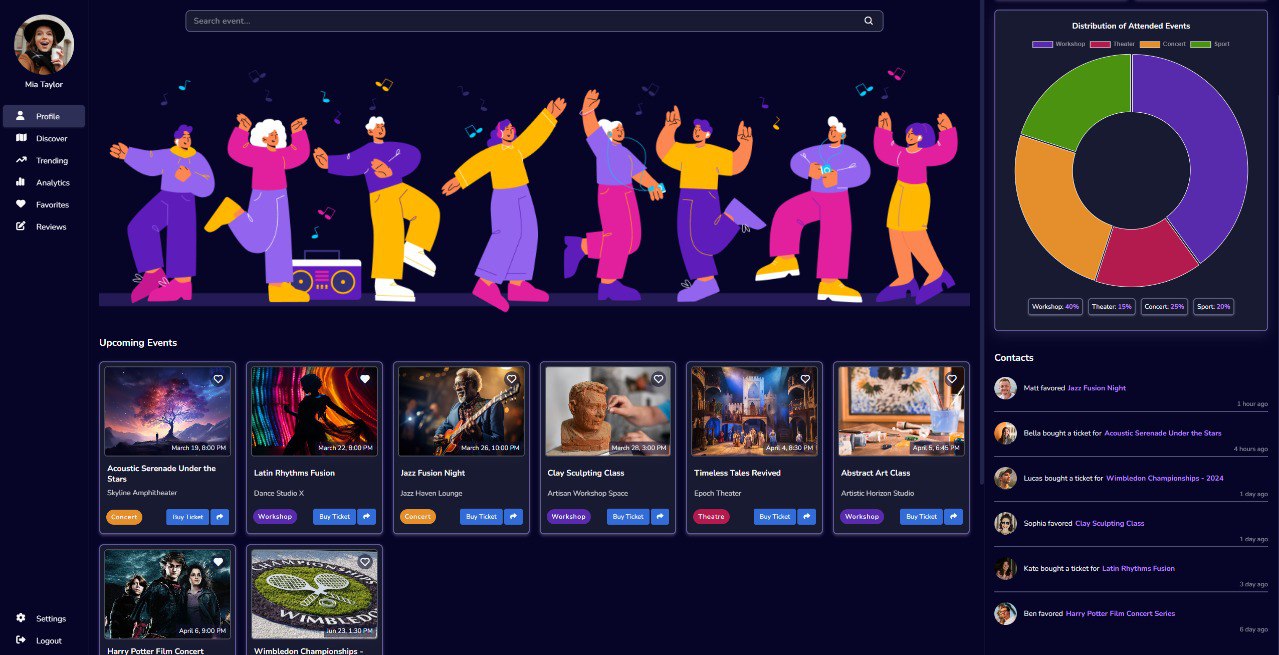 Mia Taylor
Profile
Discover
Trending
Analytics
Favorites
Reviews
Settings
Logout
Search event...
Upcoming Events
March 19, 8:00 PM
Acoustic Serenade Under the
Stars
Skyline Amphitheater
Concert
Buy Ticket
March 22, 8:00 PM
Latin Rhythms Fusion
Dance Studio X
Workshop
Buy Ticket
March 26, 10:00 PM
Jazz Fusion Night
Jazz Haven Lounge
Concert
Buy Ticket
March 28, 3:00 PM
Clay Sculpting Class
Artisan Workshop Space
Workshop
Buy Ticket
April 4, 8:30 PM
Timeless Tales Revived
Epoch Theater
Theatre
Buy Ticket
April 5, 6:45 PM
Abstract Art Class
Artistic Horizon Studio
Workshop
Buy Ticket
April 6, 9:00 PM
Harry Potter Film Concert
CHAMPIONSHIPS
WIMBLED
Jun 23, 1:30 PM
Wimbledon Championships -
Distribution of Attended Events
Workshop Theater Concert Sport
Workshop: 40% Theater: 15% Concert: 25% Sport: 20%
Contacts
Matt favored Jazz Fusion Night
1 hour ago
Bella bought a ticket for Acoustic Serenade Under the Stars
4 hours ago
Lucas bought a ticket for Wimbledon Championships - 2024
1 day ago
Sophia favored Clay Sculpting Class
1 day ago
Kate bought a ticket for Latin Rhythms Fusion
3 day ago
Ben favored Harry Potter Film Concert Series
6 day ago